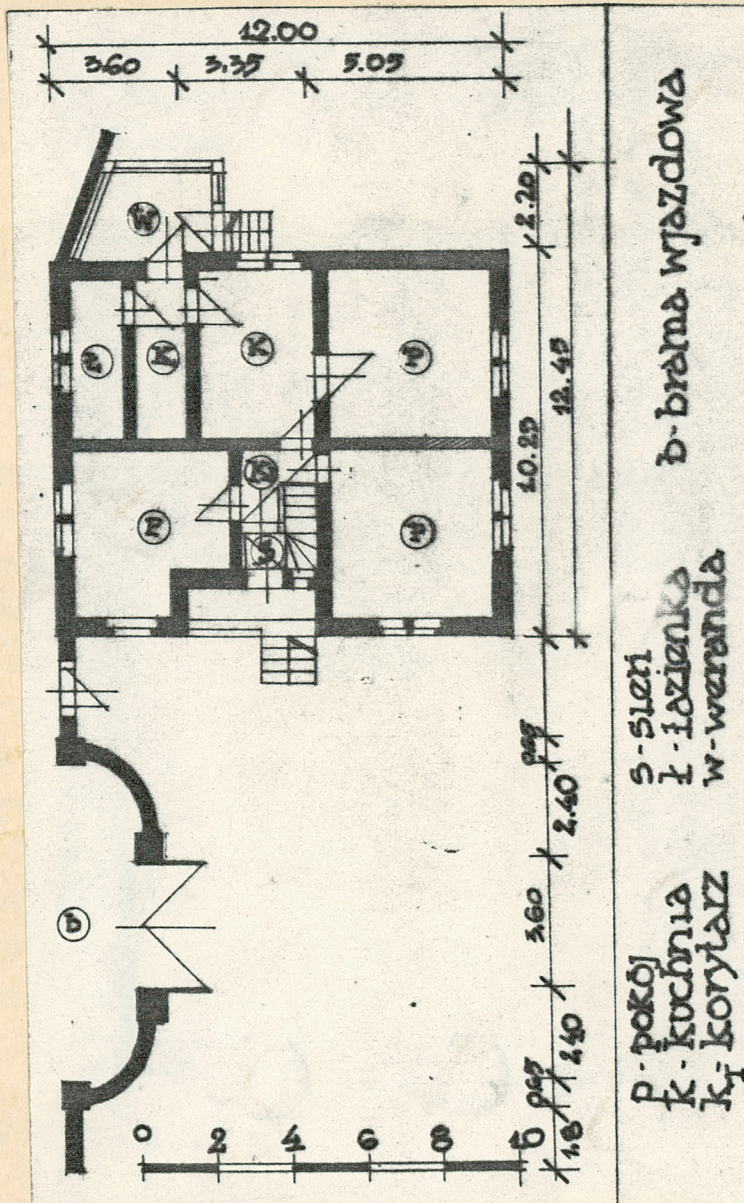 12.00
3.60 3.35 5.05
2.20
12.45
10.25
0.65
2.40
3.60
2.40
0.65
1.8
0 2 4 6 8 10
w
k
p
p
s
b
p - pokój
k - kuchnia
k₁ - korytarz
s - sień
ł - łazienka
w - weranda
b - brama wjazdowa